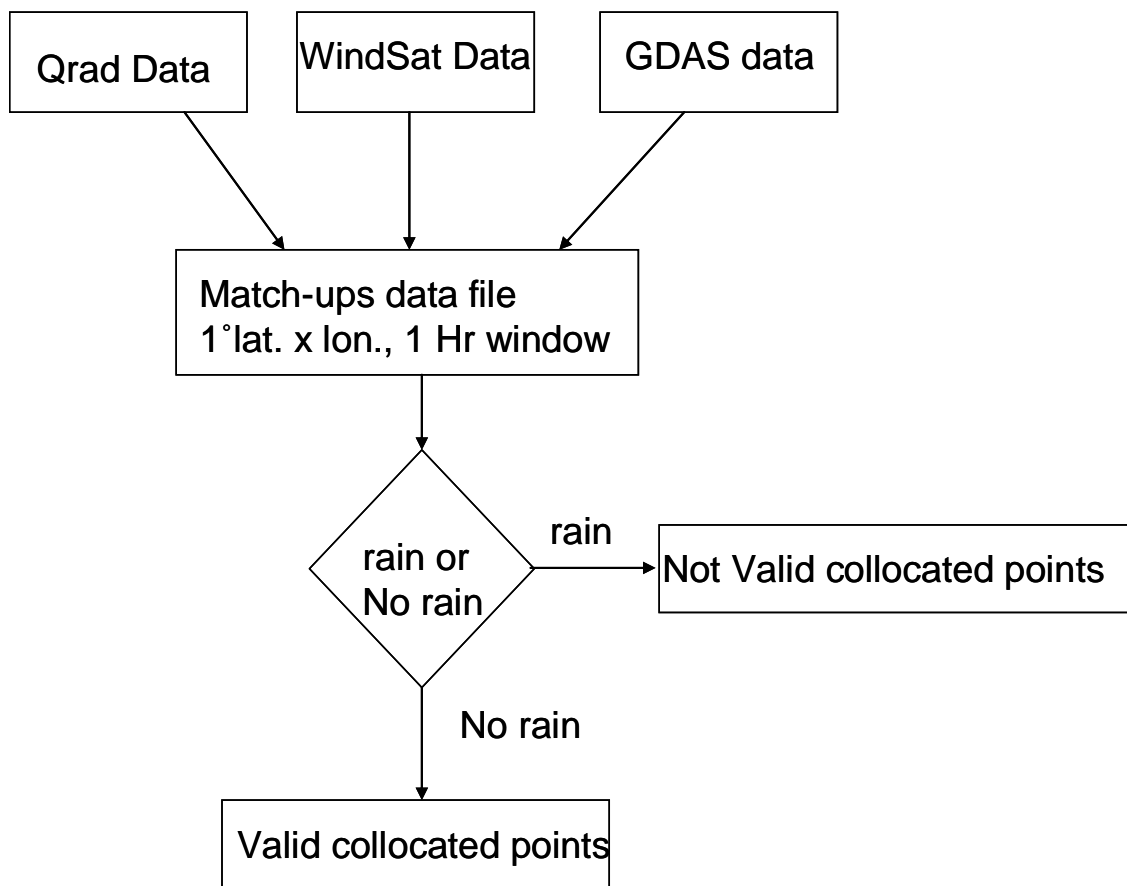 Qrad Data
WindSat Data
GDAS data
Match-ups data file
1˚lat. x lon., 1 Hr window
rain or
No rain
rain
Not Valid collocated points
No rain
Valid collocated points